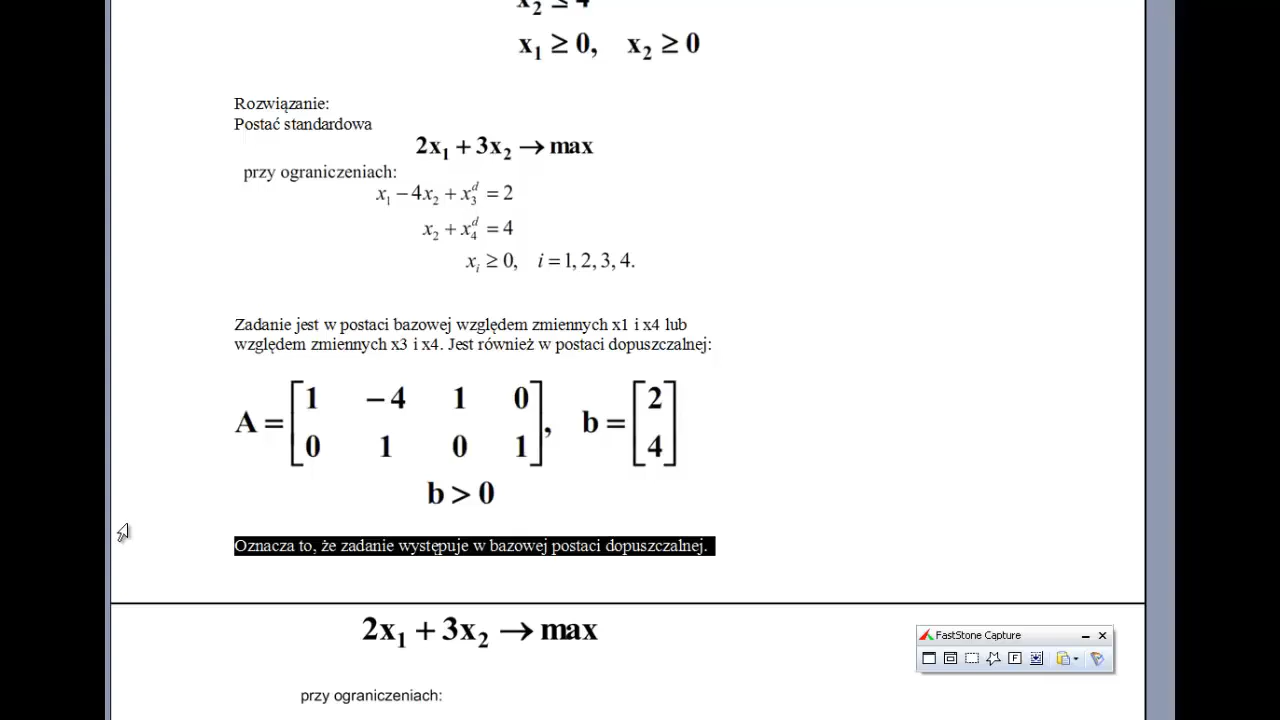 x₂ ≤ 4
x₁ ≥ 0, x₂ ≥ 0
Rozwiązanie:
Postać standardowa
2x₁ + 3x₂ → max
przy ograniczeniach:
x₁ − 4x₂ + x₃ᵈ = 2
x₂ + x₄ᵈ = 4
xᵢ ≥ 0, i = 1, 2, 3, 4.
Zadanie jest w postaci bazowej względem zmiennych x1 i x4 lub
względem zmiennych x3 i x4. Jest również w postaci dopuszczalnej:
A = [1 −4 1 0; 0 1 0 1], b = [2; 4]
b > 0
Oznacza to, że zadanie występuje w bazowej postaci dopuszczalnej.
2x₁ + 3x₂ → max
FastStone Capture
przy ograniczeniach: